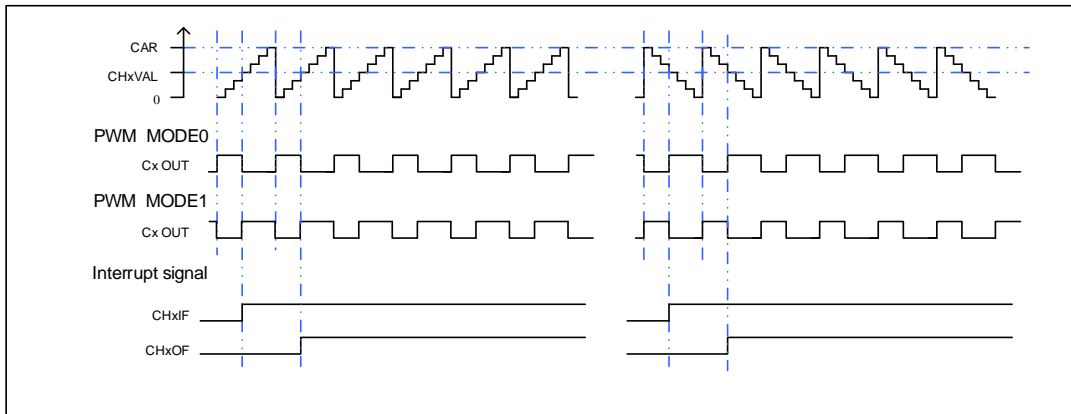 CAR
CHxVAL
0
PWM MODE0
Cx OUT
PWM MODE1
Cx OUT
Interrupt signal
CHxIF
CHxOF